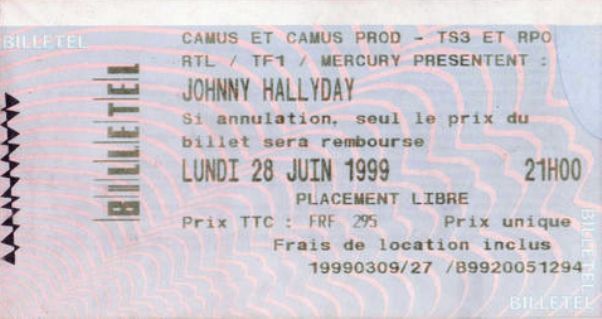 BILLETEL
BILLETEL
CAMUS ET CAMUS PROD - TS3 ET RPO
RTL / TF1 / MERCURY PRESENTENT :
JOHNNY HALLYDAY
Si annulation, seul le prix du
billet sera rembourse
LUNDI 28 JUIN 1999 21H00
PLACEMENT LIBRE
Prix TTC : FRF 295 Prix unique
Frais de location inclus
19990309/27 /B9920051294
BILLETEL
BILLETEL